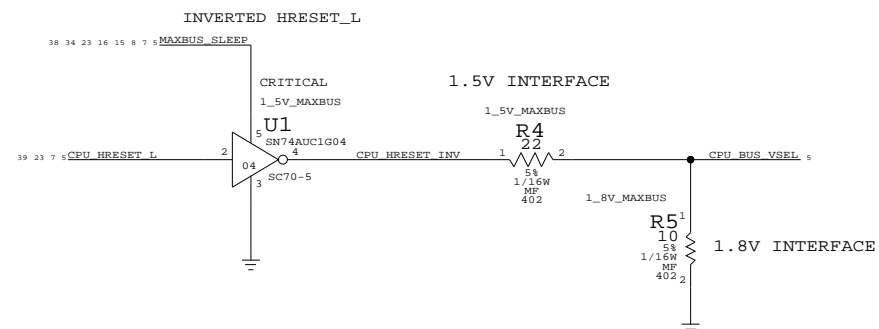 INVERTED HRESET_L
38 34 23 16 15 8 7 5 MAXBUS_SLEEP
CRITICAL
1_5V_MAXBUS
5 U1
SN74AUC1G04
39 23 7 5 CPU_HRESET_L
2
04
4
3 SC70-5
CPU_HRESET_INV
1.5V INTERFACE
1_5V_MAXBUS
R4
22
1 2
5%
1/16W
MF
402
CPU_BUS_VSEL 5
1_8V_MAXBUS
R5 1
10
5%
1/16W
MF
402 2
1.8V INTERFACE